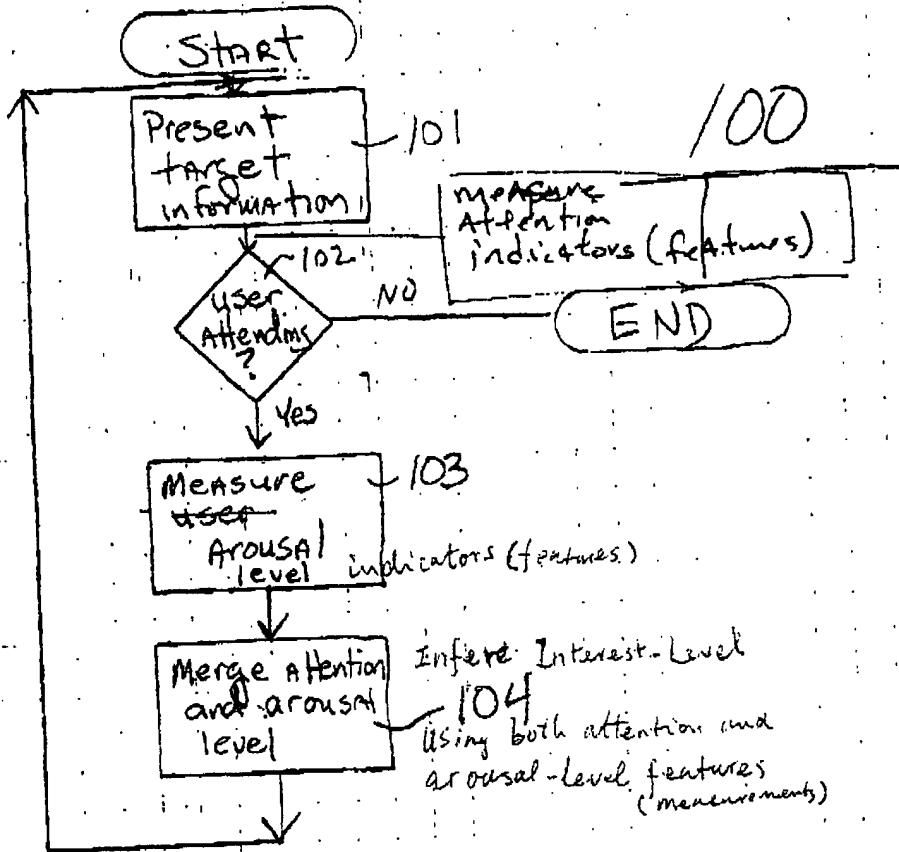 START
Present
target
information
101
100
measure
Attention
indicators (features)
102
user
Attending
?
NO
END
Yes
Measure
user
Arousal
level
indicators (features)
103
Merge Attention
and arousal
level
Infere Interest-Level
104
Using both attention and
arousal-level features
(measurements)